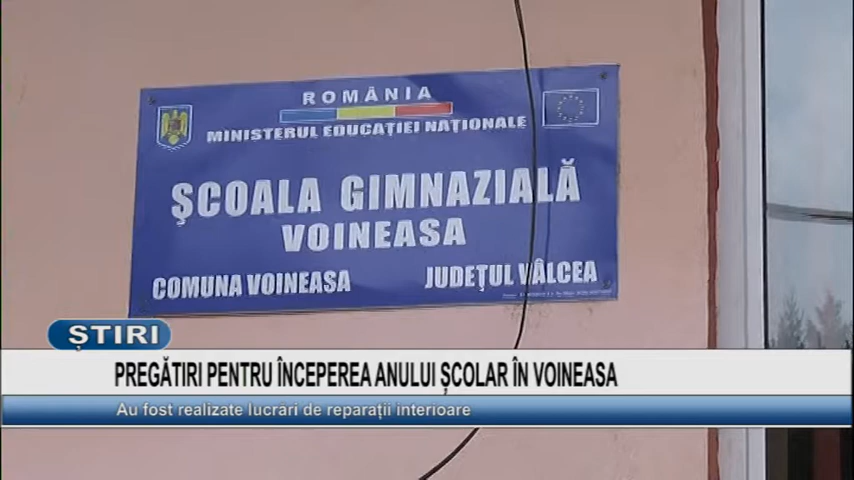 ROMÂNIA
MINISTERUL EDUCAȚIEI NAȚIONALE
ȘCOALA GIMNAZIALĂ
VOINEASA
COMUNA VOINEASA
JUDEȚUL VÂLCEA
ȘTIRI
PREGĂTIRI PENTRU ÎNCEPEREA ANULUI ȘCOLAR ÎN VOINEASA
Au fost realizate lucrări de reparații interioare